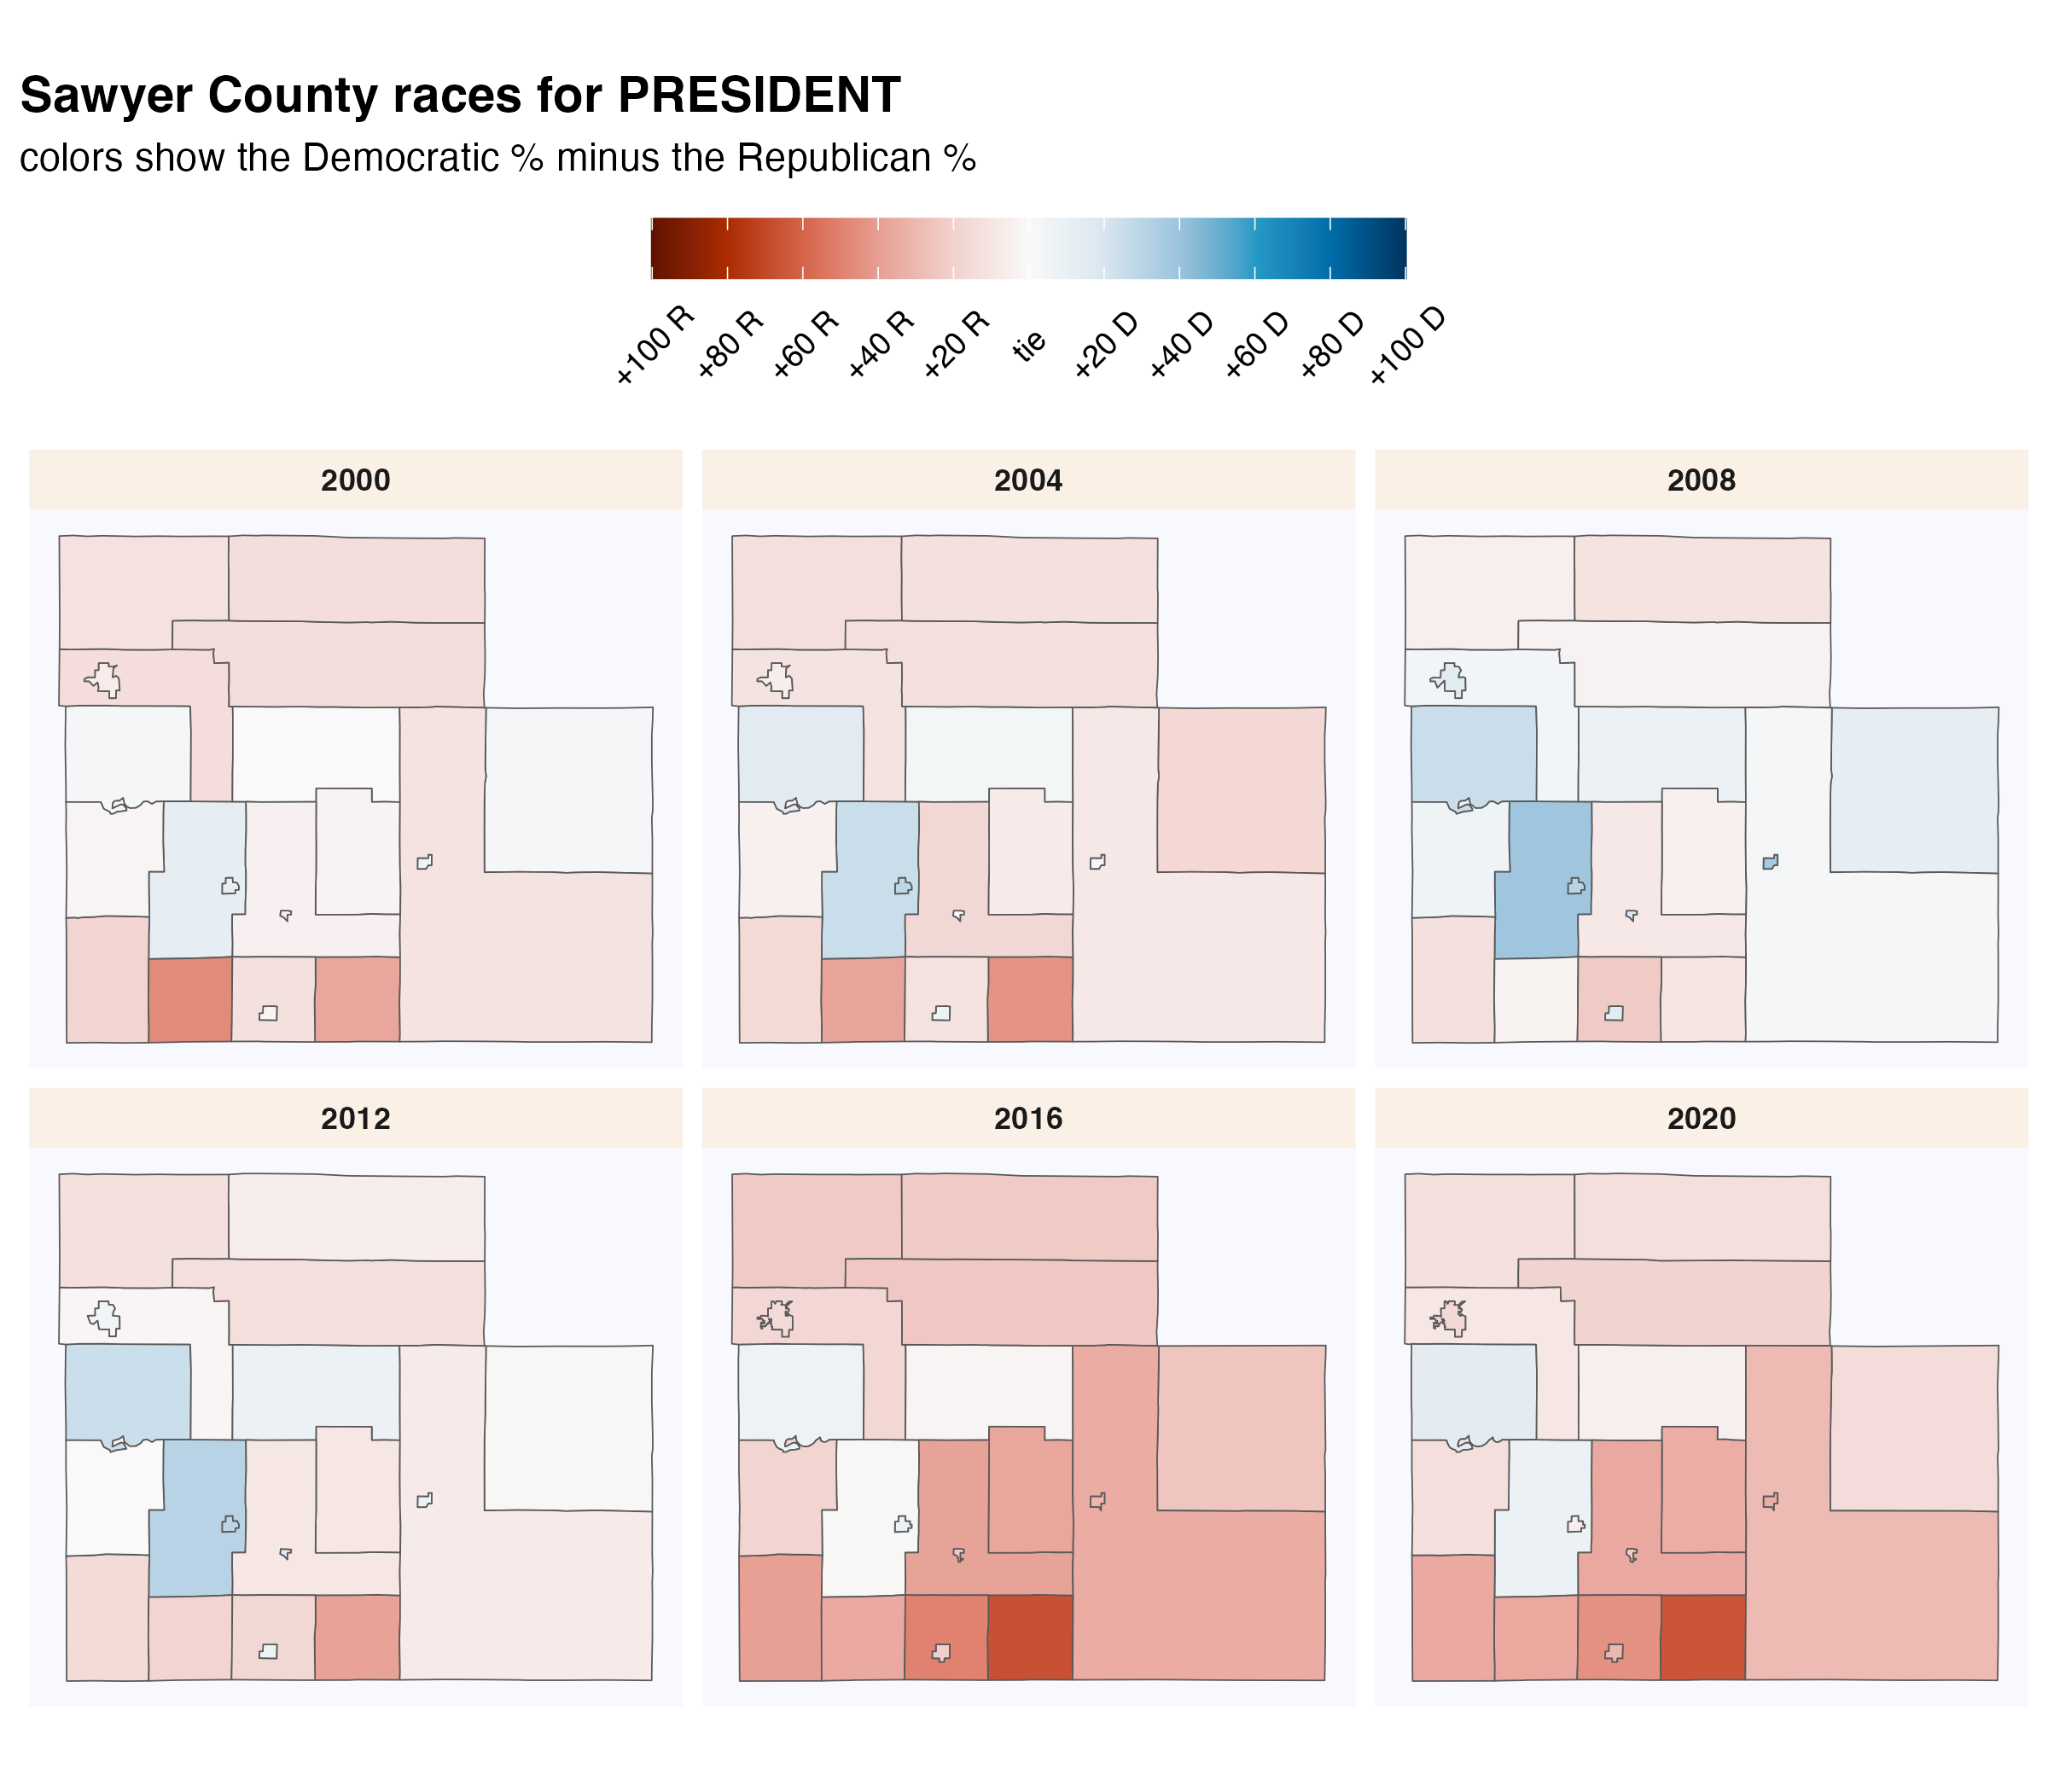 Sawyer County races for PRESIDENT
colors show the Democratic % minus the Republican %
+100 R
+80 R
+60 R
+40 R
+20 R
tie
+20 D
+40 D
+60 D
+80 D
+100 D
2000
2004
2008
2012
2016
2020